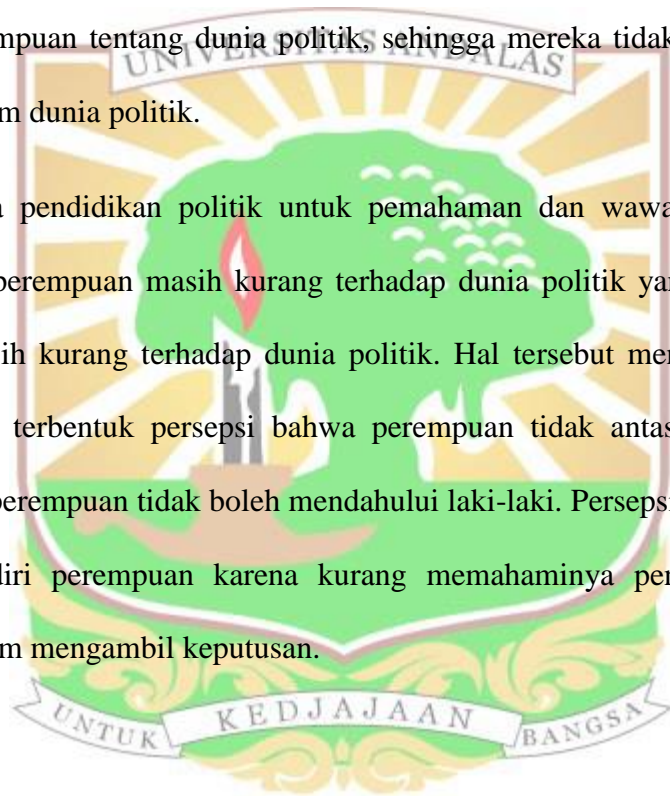 mpuan tentang dunia politik, sehingga mereka tidak
UNIVERSITAS ANDALAS
m dunia politik.
a pendidikan politik untuk pemahaman dan wawa
perempuan masih kurang terhadap dunia politik yan
ih kurang terhadap dunia politik. Hal tersebut men
terbentuk persepsi bahwa perempuan tidak antas
perempuan tidak boleh mendahului laki-laki. Persepsi
diri perempuan karena kurang memahaminya per
m mengambil keputusan.
UNTUK KEDJAJAAN BANGSA